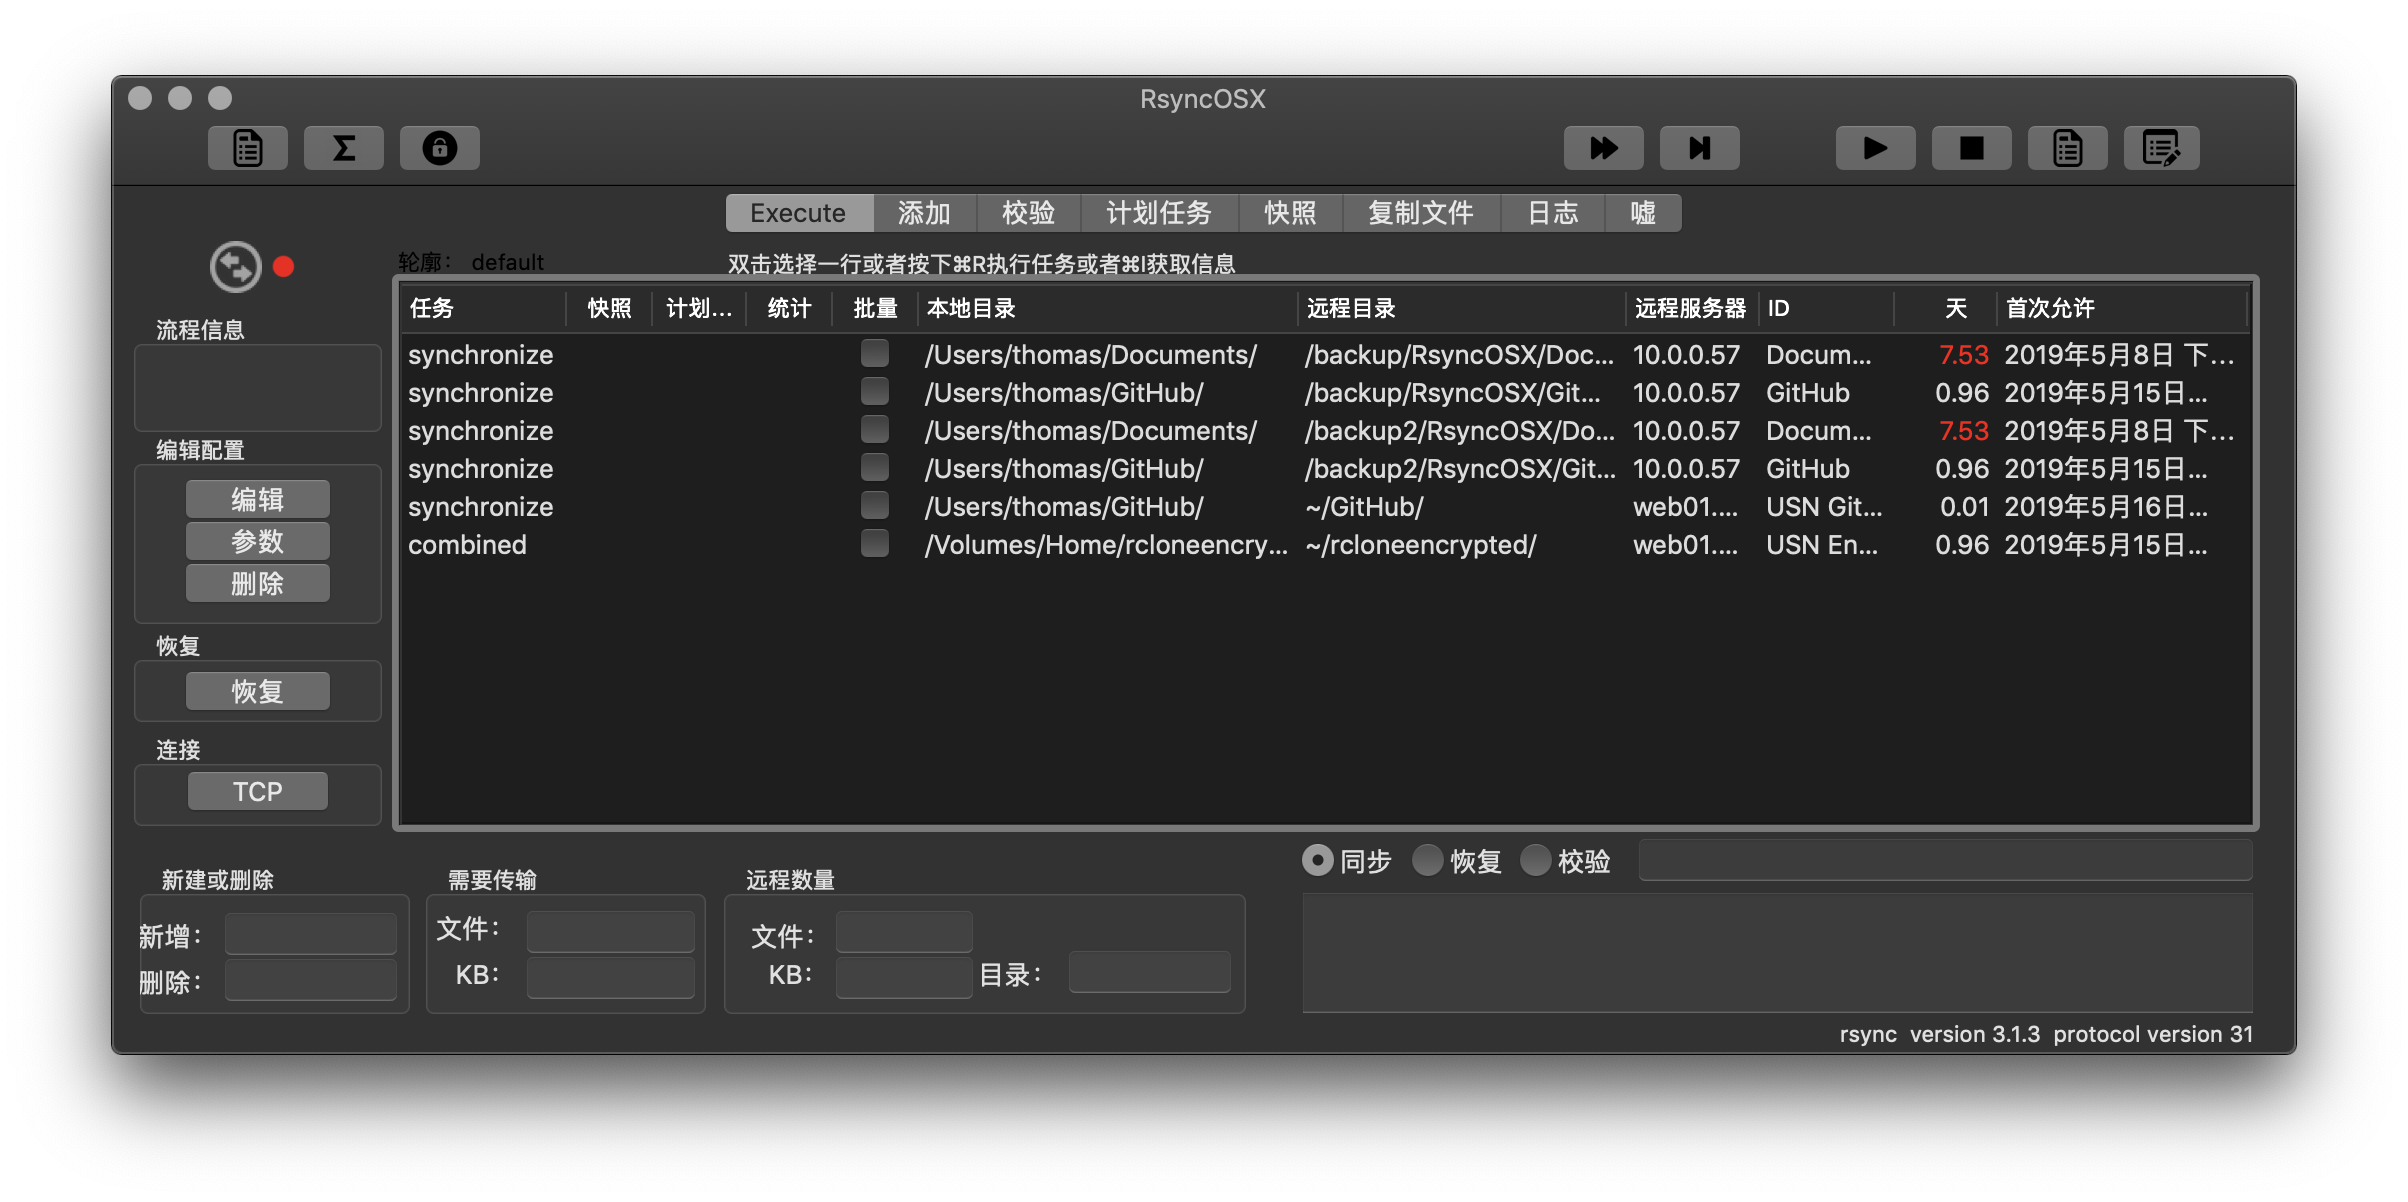 RsyncOSX
Execute 添加 校验 计划任务 快照 复制文件 日志 嘘
轮廓： default 双击选择一行或者按下⌘R执行任务或者⌘I获取信息
任务 快照 计划... 统计 批量 本地目录 远程目录 远程服务器 ID 天 首次允许
synchronize /Users/thomas/Documents/ /backup/RsyncOSX/Doc... 10.0.0.57 Docum... 7.53 2019年5月8日 下...
synchronize /Users/thomas/GitHub/ /backup/RsyncOSX/Git... 10.0.0.57 GitHub 0.96 2019年5月15日...
synchronize /Users/thomas/Documents/ /backup2/RsyncOSX/Do... 10.0.0.57 Docum... 7.53 2019年5月8日 下...
synchronize /Users/thomas/GitHub/ /backup2/RsyncOSX/Git... 10.0.0.57 GitHub 0.96 2019年5月15日...
synchronize /Users/thomas/GitHub/ ~/GitHub/ web01.... USN Git... 0.01 2019年5月16日...
combined /Volumes/Home/rcloneencry... ~/rcloneencrypted/ web01.... USN En... 0.96 2019年5月15日...
流程信息
编辑配置
编辑
参数
删除
恢复
恢复
连接
TCP
同步 恢复 校验
新建或删除
新增：
删除：
需要传输
文件：
KB：
远程数量
文件：
KB： 目录：
rsync version 3.1.3 protocol version 31